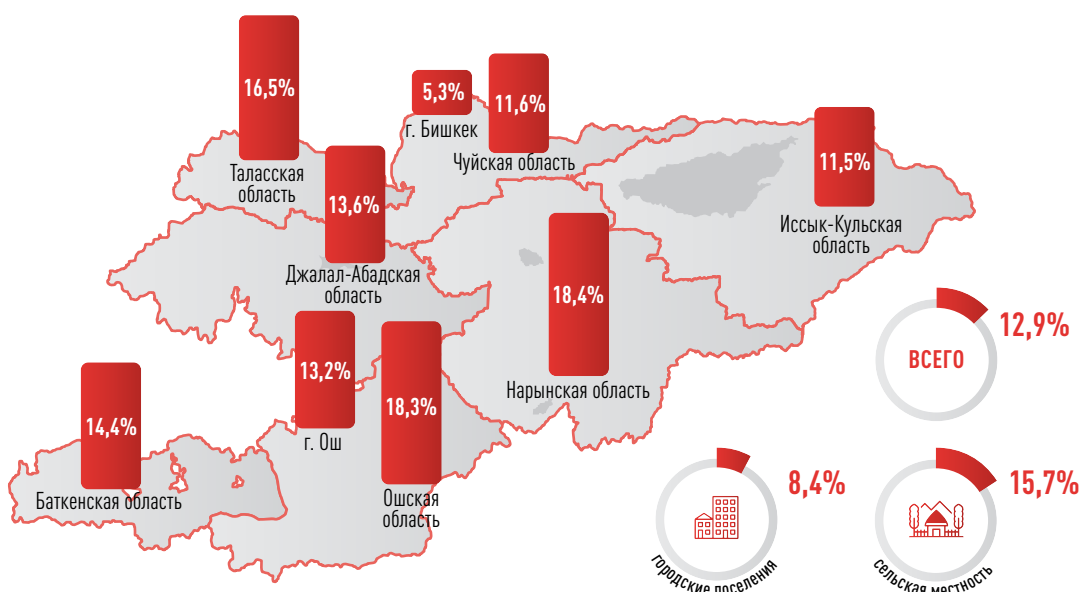 16,5%
Таласская
область
5,3%
г. Бишкек
11,6%
Чуйская область
11,5%
Иссык-Кульская
область
13,6%
Джалал-Абадская
область
18,4%
Нарынская область
13,2%
г. Ош
18,3%
Ошская
область
14,4%
Баткенская область
ВСЕГО
12,9%
8,4%
городские поселения
15,7%
сельская местность